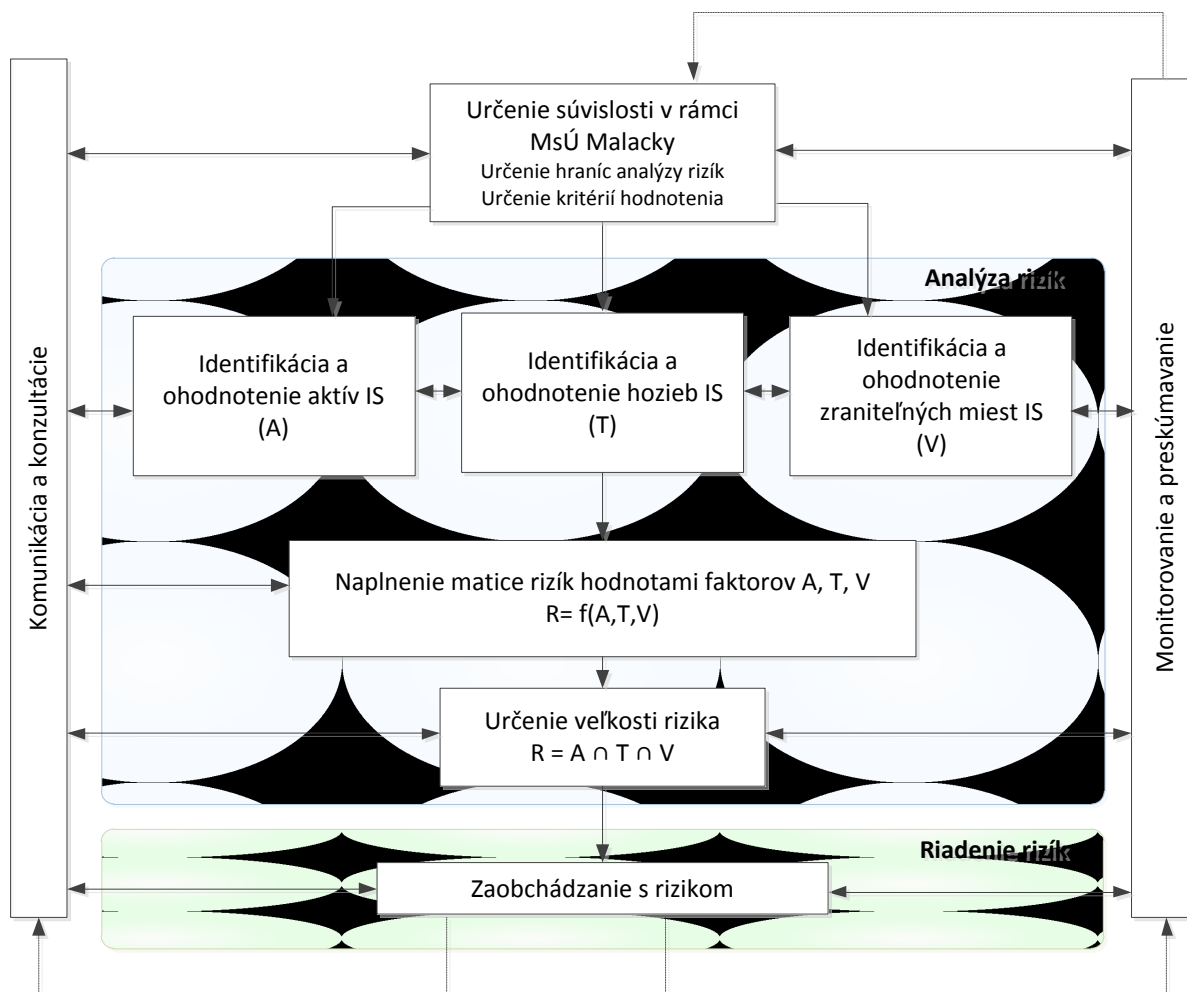 Určenie súvislosti v rámci
MsÚ Malacky
Určenie hraníc analýzy rizík
Určenie kritérií hodnotenia
Komunikácia a konzultácie
Monitorovanie a preskúmavanie
Analýza rizík
Identifikácia a
ohodnotenie aktív IS
(A)
Identifikácia a
ohodnotenie hozieb IS
(T)
Identifikácia a
ohodnotenie
zraniteľných miest IS
(V)
Naplnenie matice rizík hodnotami faktorov A, T, V
R= f(A,T,V)
Určenie veľkosti rizika
R = A ∩ T ∩ V
Riadenie rizík
Zaobchádzanie s rizikom